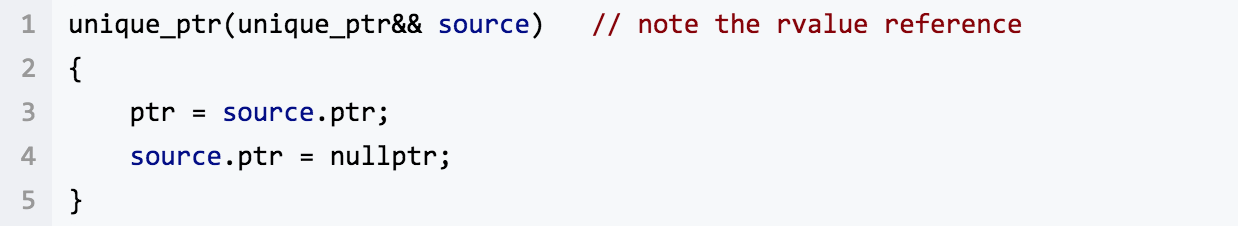 1 unique_ptr(unique_ptr&& source)   // note the rvalue reference
2 {
3     ptr = source.ptr;
4     source.ptr = nullptr;
5 }